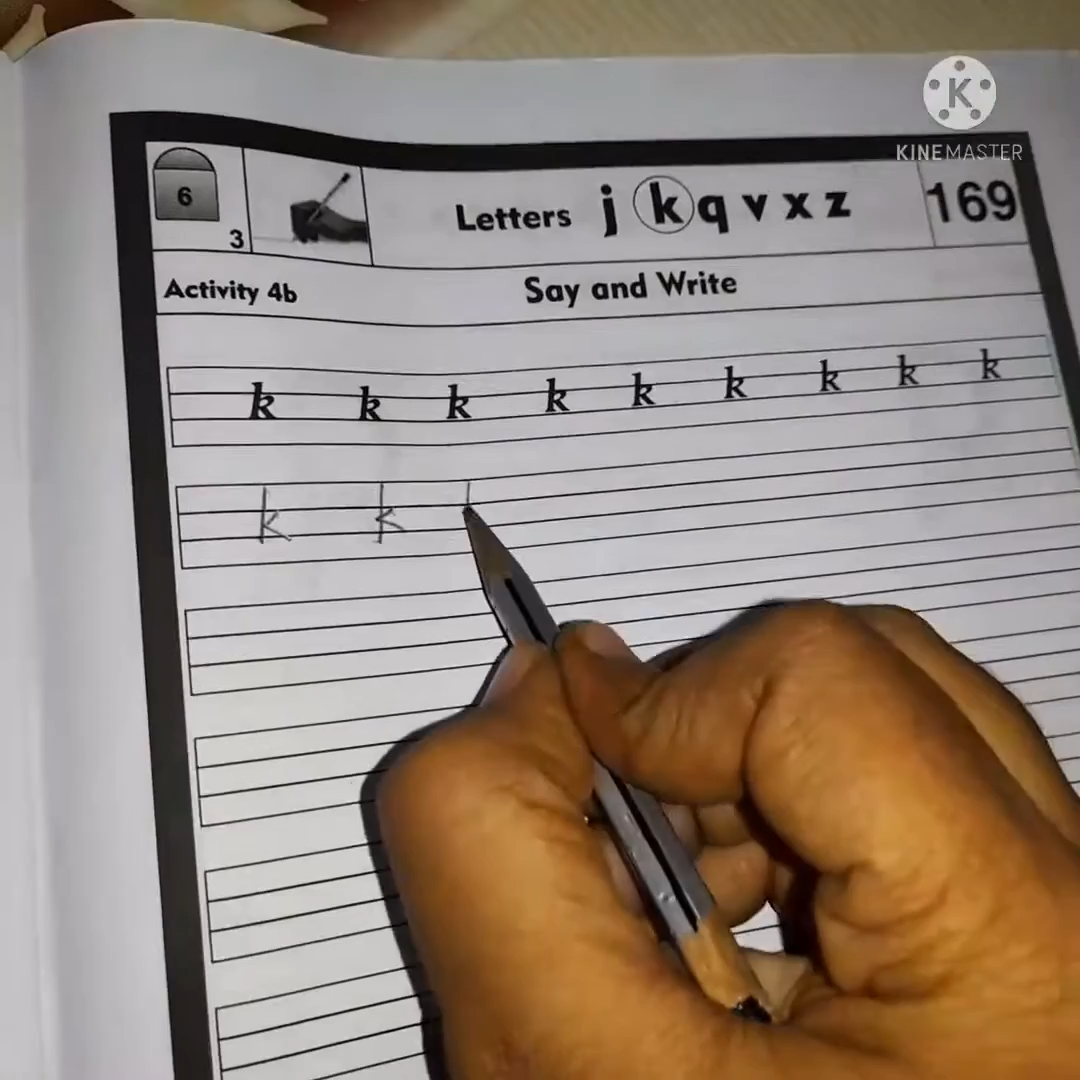 K
KINEMASTER
6
3
Letters j k q v x z
169
Activity 4b
Say and Write
k k k k k k k k k
k k